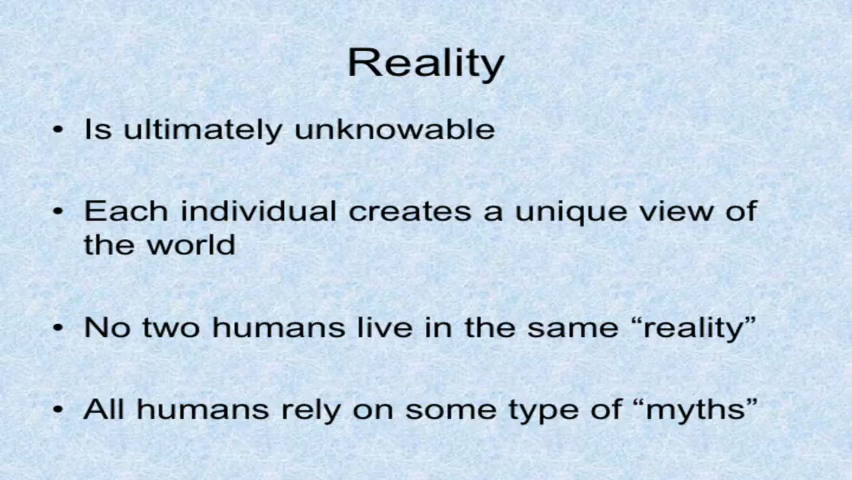 Reality
• Is ultimately unknowable
• Each individual creates a unique view of
the world
• No two humans live in the same “reality”
• All humans rely on some type of “myths”